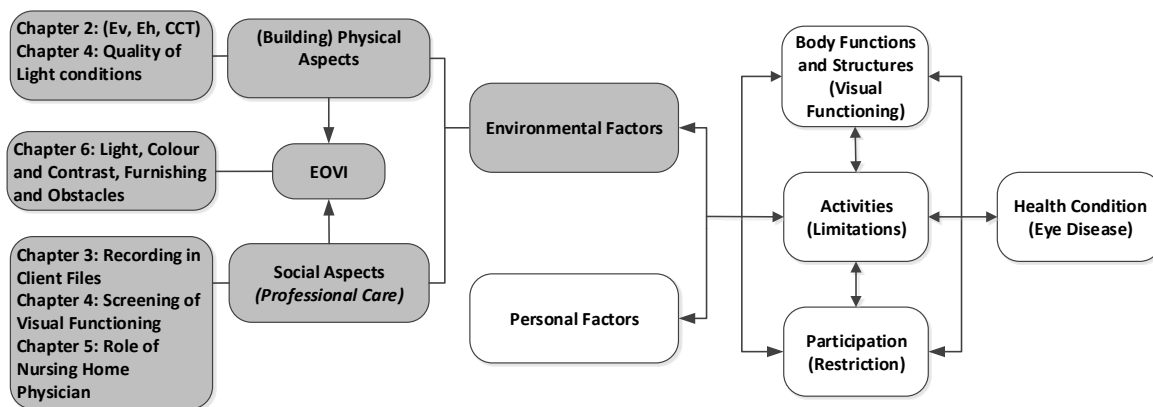 Chapter 2: (Ev, Eh, CCT)
Chapter 4: Quality of
Light conditions
(Building) Physical
Aspects
Chapter 6: Light, Colour
and Contrast, Furnishing
and Obstacles
EOVI
Chapter 3: Recording in
Client Files
Chapter 4: Screening of
Visual Functioning
Chapter 5: Role of
Nursing Home
Physician
Social Aspects
(Professional Care)
Environmental Factors
Personal Factors
Body Functions
and Structures
(Visual
Functioning)
Activities
(Limitations)
Participation
(Restriction)
Health Condition
(Eye Disease)